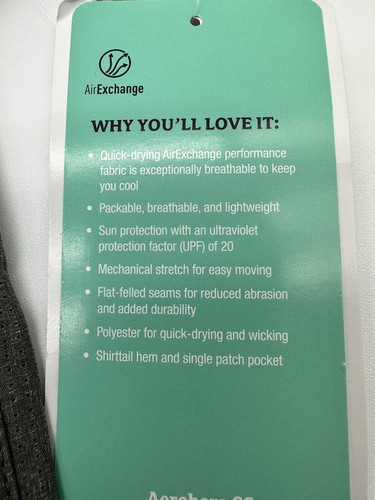 AirExchange
WHY YOU'LL LOVE IT:
• Quick-drying AirExchange performance
fabric is exceptionally breathable to keep
you cool
• Packable, breathable, and lightweight
• Sun protection with an ultraviolet
protection factor (UPF) of 20
• Mechanical stretch for easy moving
• Flat-felled seams for reduced abrasion
and added durability
• Polyester for quick-drying and wicking
• Shirttail hem and single patch pocket